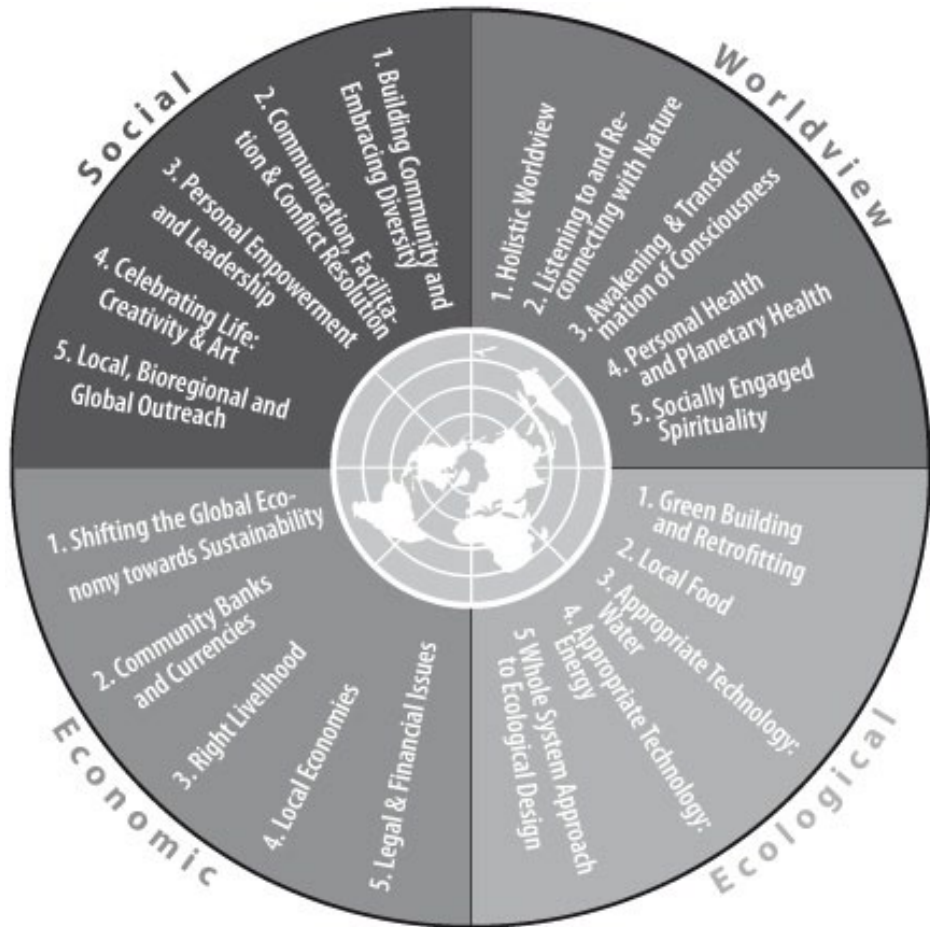 Social
1. Building Community and
Embracing Diversity
2. Communication, Facilita-
tion & Conflict Resolution
3. Personal Empowerment
and Leadership
4. Celebrating Life:
Creativity & Art
5. Local, Bioregional and
Global Outreach
Worldview
1. Holistic Worldview
2. Listening to and Re-
connecting with Nature
3. Awakening & Transfor-
mation of Consciousness
4. Personal Health
and Planetary Health
5. Socially Engaged
Spirituality
Economic
1. Shifting the Global Eco-
nomy towards Sustainability
2. Community Banks
and Currencies
3. Right Livelihood
4. Local Economies
5. Legal & Financial Issues
Ecological
1. Green Building
and Retrofitting
2. Local Food
3. Appropriate Technology:
Water
4. Appropriate Technology:
Energy
5 Whole System Approach
to Ecological Design